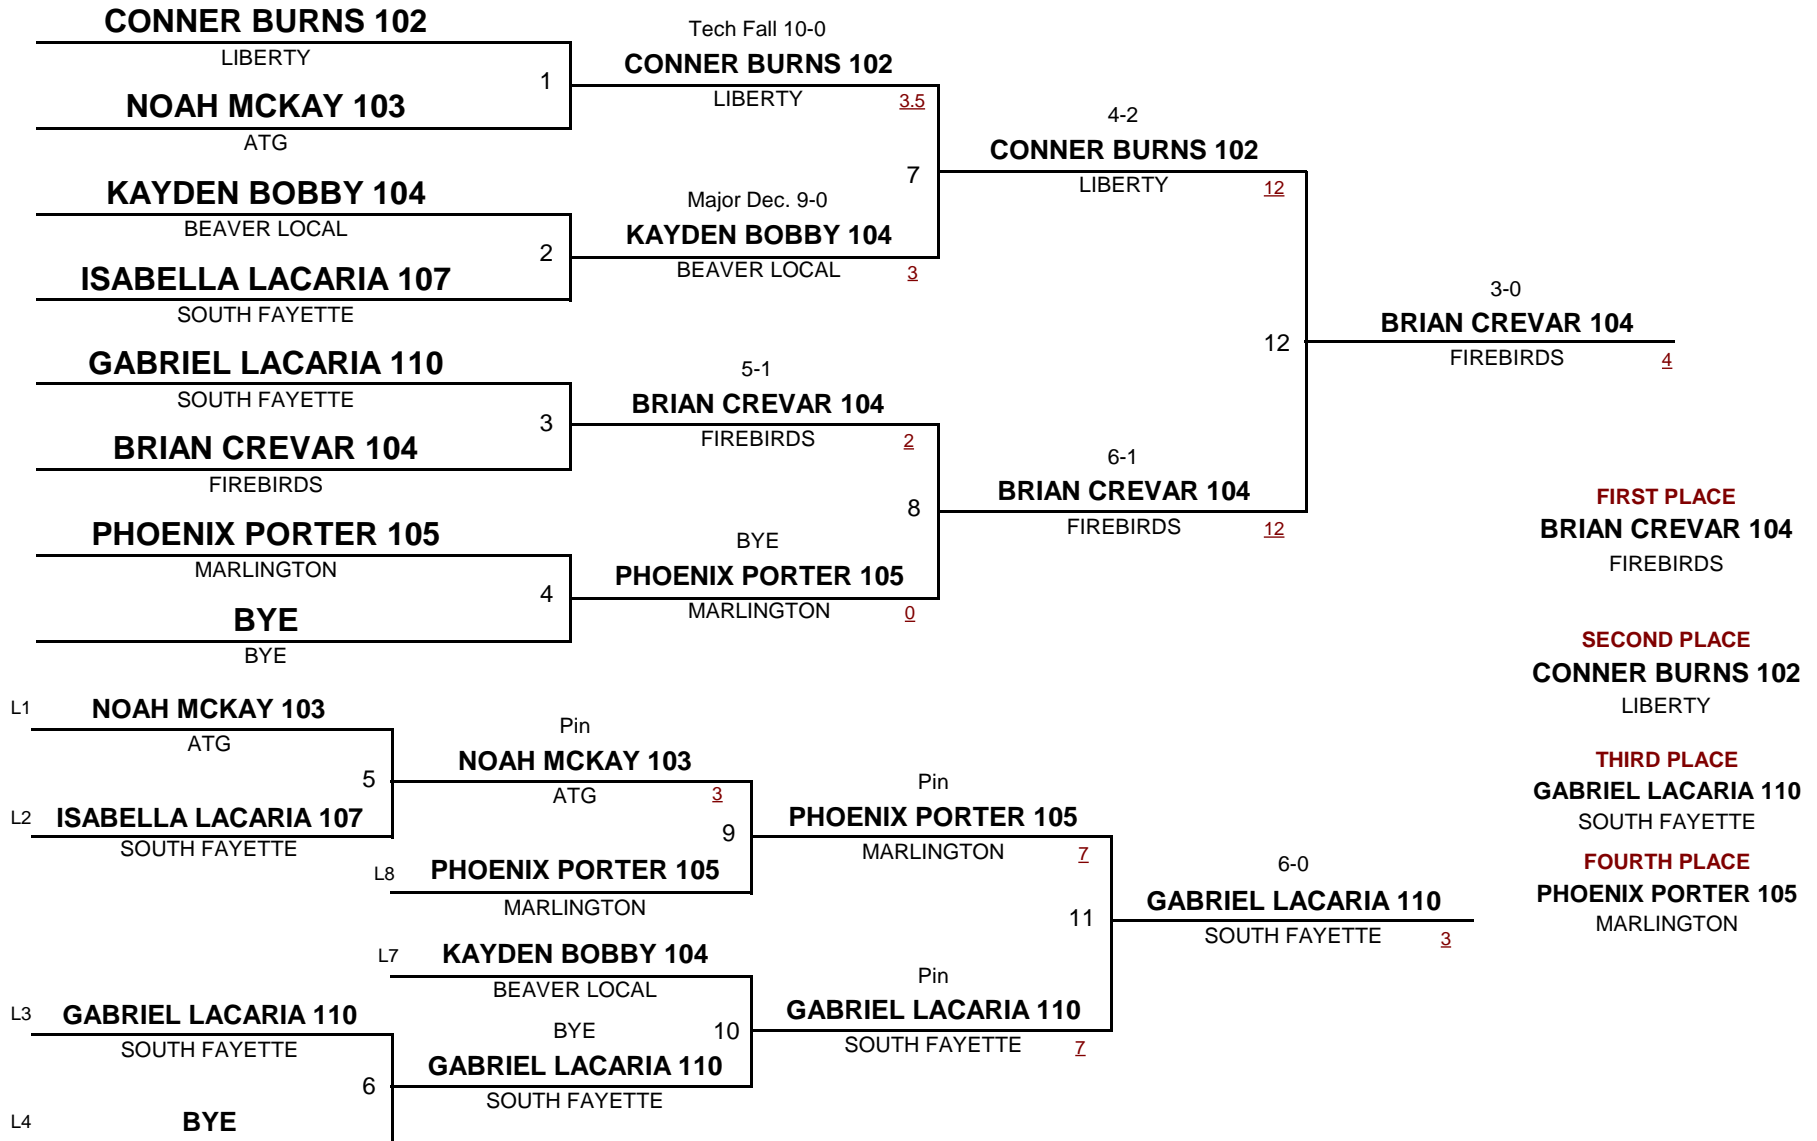 CONNER BURNS 102
LIBERTY
1
NOAH MCKAY 103
ATG
Tech Fall 10-0
CONNER BURNS 102
LIBERTY 3.5
KAYDEN BOBBY 104
BEAVER LOCAL
2
ISABELLA LACARIA 107
SOUTH FAYETTE
7
Major Dec. 9-0
KAYDEN BOBBY 104
BEAVER LOCAL 3
4-2
CONNER BURNS 102
LIBERTY 12
GABRIEL LACARIA 110
SOUTH FAYETTE
3
BRIAN CREVAR 104
FIREBIRDS
5-1
BRIAN CREVAR 104
FIREBIRDS 2
PHOENIX PORTER 105
MARLINGTON
4
BYE
BYE
8
BYE
PHOENIX PORTER 105
MARLINGTON 0
6-1
BRIAN CREVAR 104
FIREBIRDS 12
12
3-0
BRIAN CREVAR 104
FIREBIRDS 4
FIRST PLACE
BRIAN CREVAR 104
FIREBIRDS
SECOND PLACE
CONNER BURNS 102
LIBERTY
THIRD PLACE
GABRIEL LACARIA 110
SOUTH FAYETTE
FOURTH PLACE
PHOENIX PORTER 105
MARLINGTON
L1 NOAH MCKAY 103
ATG
5
L2 ISABELLA LACARIA 107
SOUTH FAYETTE
Pin
NOAH MCKAY 103
ATG 3
9
L8 PHOENIX PORTER 105
MARLINGTON
Pin
PHOENIX PORTER 105
MARLINGTON 7
L7 KAYDEN BOBBY 104
BEAVER LOCAL
L3 GABRIEL LACARIA 110
SOUTH FAYETTE
6
L4 BYE
BYE
10
GABRIEL LACARIA 110
SOUTH FAYETTE
Pin
GABRIEL LACARIA 110
SOUTH FAYETTE 7
11
6-0
GABRIEL LACARIA 110
SOUTH FAYETTE 3